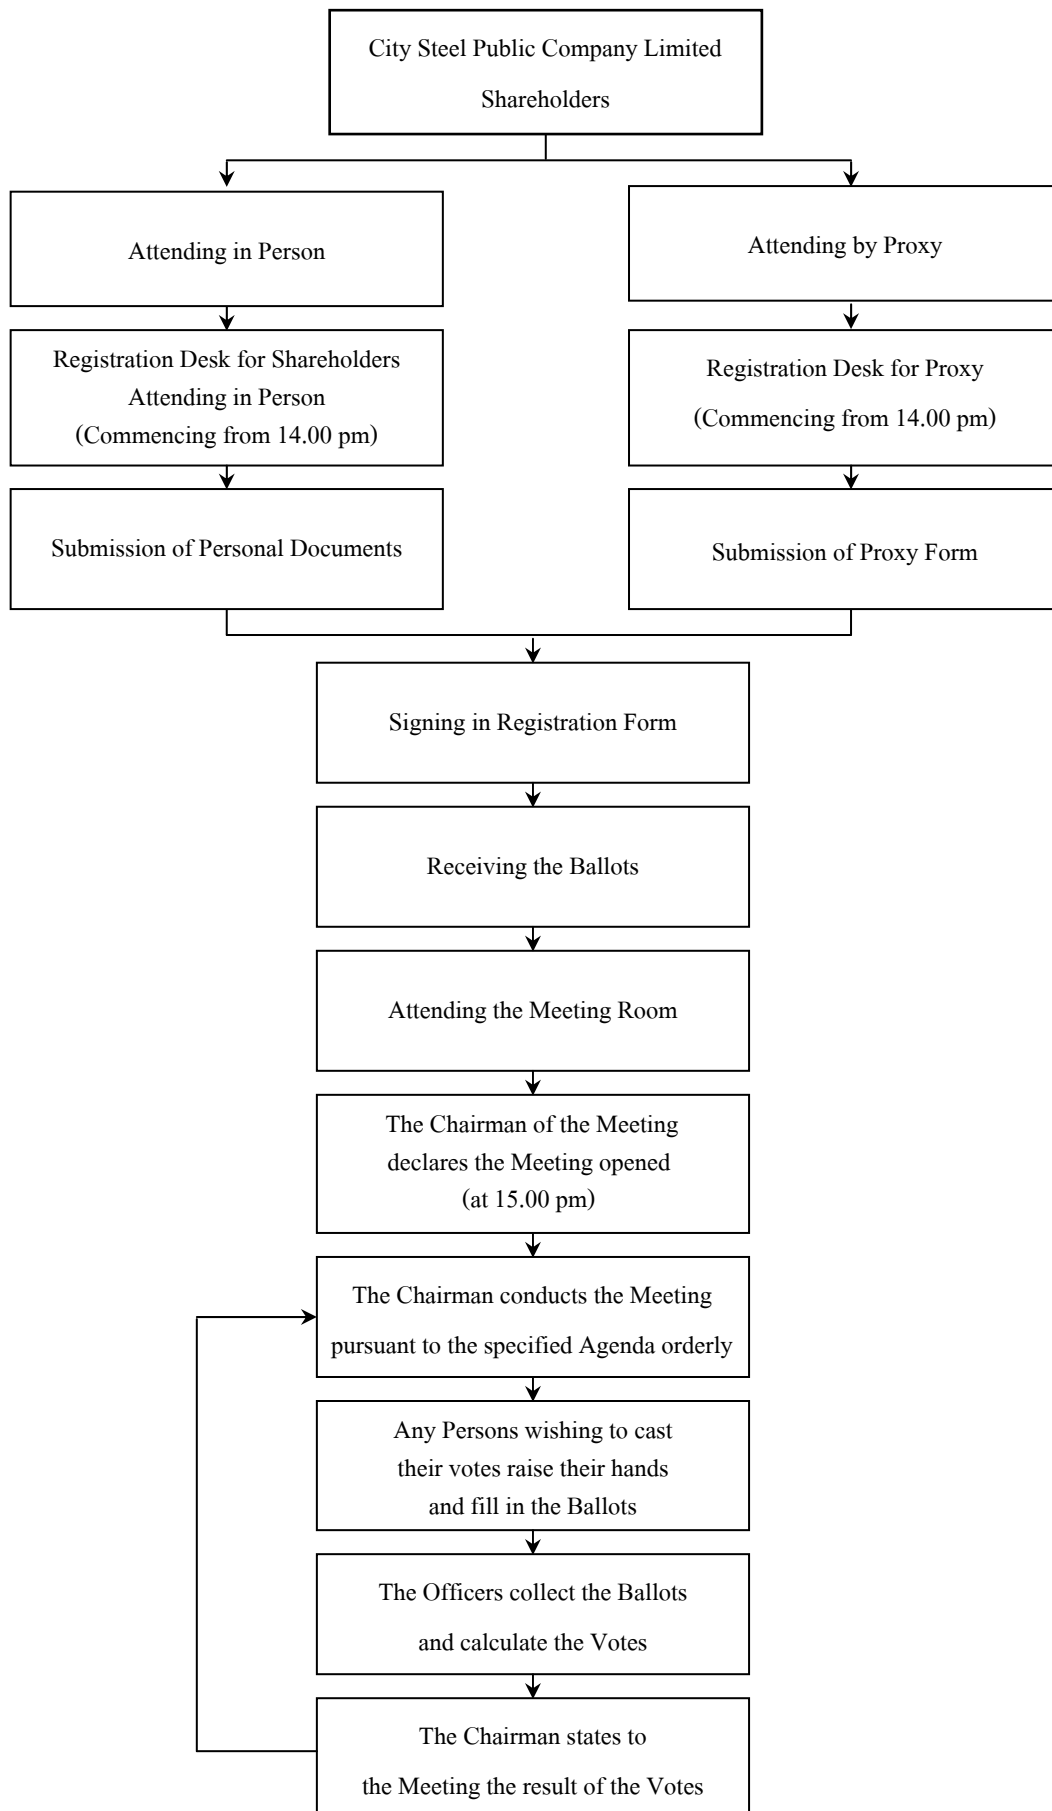 City Steel Public Company Limited
Shareholders
Attending in Person
Attending by Proxy
Registration Desk for Shareholders
Attending in Person
(Commencing from 14.00 pm)
Registration Desk for Proxy
(Commencing from 14.00 pm)
Submission of Personal Documents
Submission of Proxy Form
Signing in Registration Form
Receiving the Ballots
Attending the Meeting Room
The Chairman of the Meeting
declares the Meeting opened
(at 15.00 pm)
The Chairman conducts the Meeting
pursuant to the specified Agenda orderly
Any Persons wishing to cast
their votes raise their hands
and fill in the Ballots
The Officers collect the Ballots
and calculate the Votes
The Chairman states to
the Meeting the result of the Votes